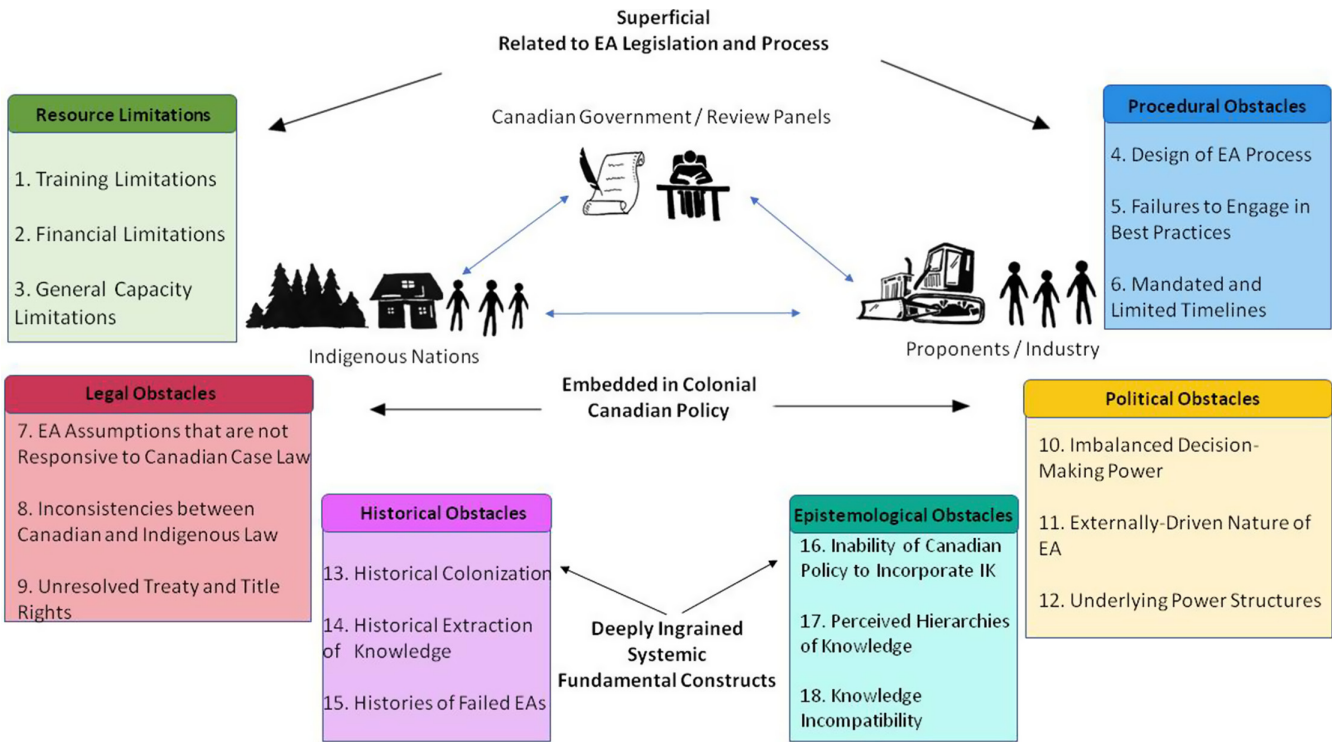 Superficial
Related to EA Legislation and Process
Resource Limitations
1. Training Limitations
2. Financial Limitations
3. General Capacity
Limitations
Canadian Government / Review Panels
Procedural Obstacles
4. Design of EA Process
5. Failures to Engage in
Best Practices
6. Mandated and
Limited Timelines
Indigenous Nations
Proponents / Industry
Embedded in Colonial
Canadian Policy
Legal Obstacles
7. EA Assumptions that are not
Responsive to Canadian Case Law
8. Inconsistencies between
Canadian and Indigenous Law
9. Unresolved Treaty and Title
Rights
Political Obstacles
10. Imbalanced Decision-
Making Power
11. Externally-Driven Nature of
EA
12. Underlying Power Structures
Historical Obstacles
13. Historical Colonization
14. Historical Extraction
of Knowledge
15. Histories of Failed EAs
Deeply Ingrained
Systemic
Fundamental Constructs
Epistemological Obstacles
16. Inability of Canadian
Policy to Incorporate IK
17. Perceived Hierarchies
of Knowledge
18. Knowledge
Incompatibility